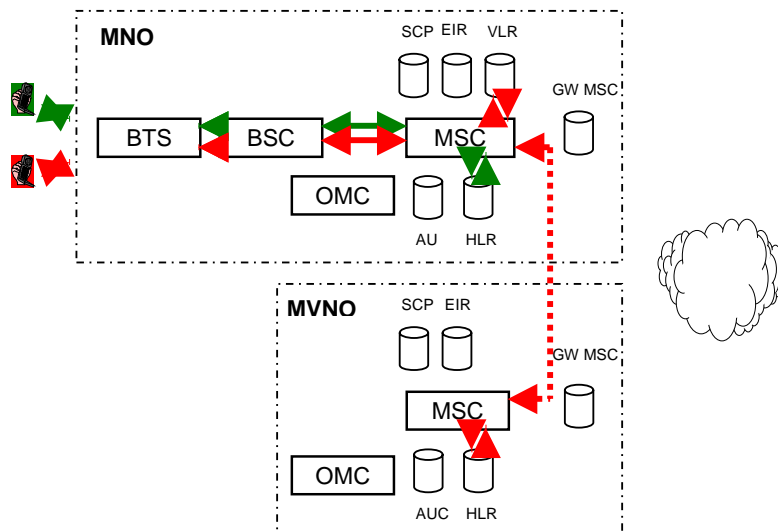 MNO
SCP EIR VLR
GW MSC
BTS BSC MSC
OMC
AU HLR
MVNO
SCP EIR
GW MSC
MSC
OMC
AUC HLR